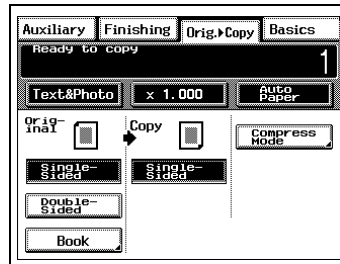 Auxiliary Finishing Orig.▸Copy Basics
Ready to copy
1
Text&Photo x 1.000 Auto
Paper
Orig-
inal
Copy
Compress
Mode
Single-
Sided
Single-
Sided
Double-
Sided
Book